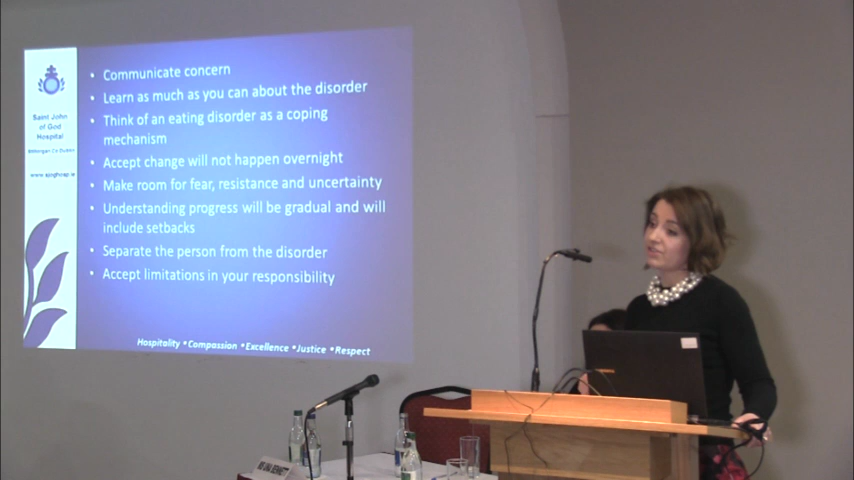 Saint John
of God
Hospital
Stillorgan Co Dublin
• Communicate concern
• Learn as much as you can about the disorder
• Think of an eating disorder as a coping
mechanism
• Accept change will not happen overnight
• Make room for fear, resistance and uncertainty
• Understanding progress will be gradual and will
include setbacks
• Separate the person from the disorder
• Accept limitations in your responsibility
Hospitality •Compassion •Excellence •Justice •Respect